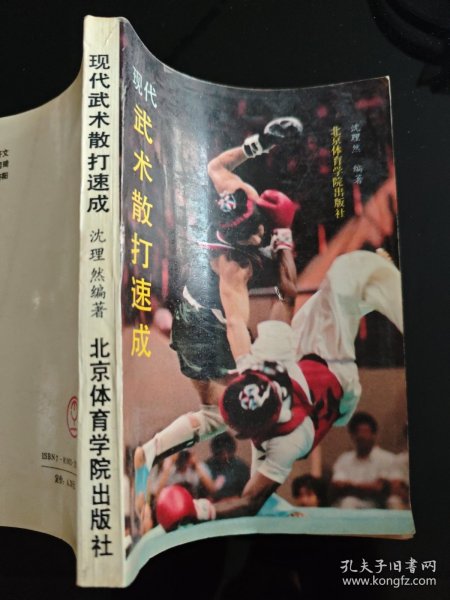 现代武术散打速成
沈理然编著
北京体育学院出版社
现代
武术散打速成
沈理然 编著
北京体育学院出版社
孔夫子旧书网
www.kongfz.com